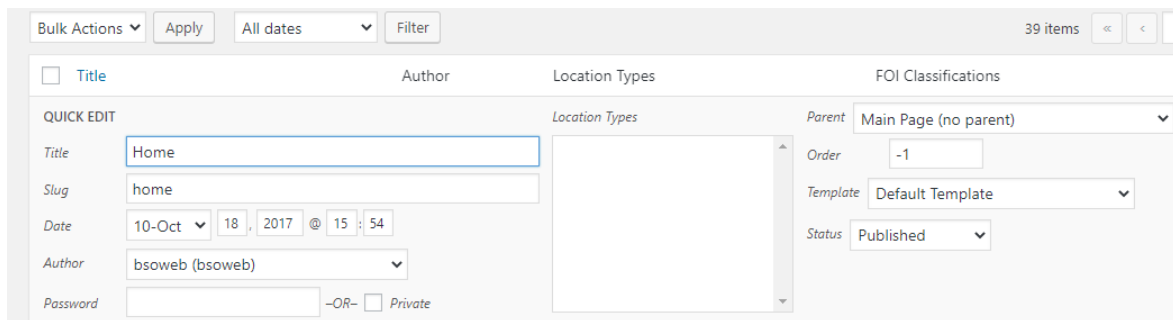 Bulk Actions Apply All dates Filter 39 items « ‹
Title Author Location Types FOI Classifications
QUICK EDIT Location Types Parent Main Page (no parent)
Title Home Order -1
Slug home Template Default Template
Date 10-Oct 18 , 2017 @ 15 : 54 Status Published
Author bsoweb (bsoweb)
Password –OR– Private